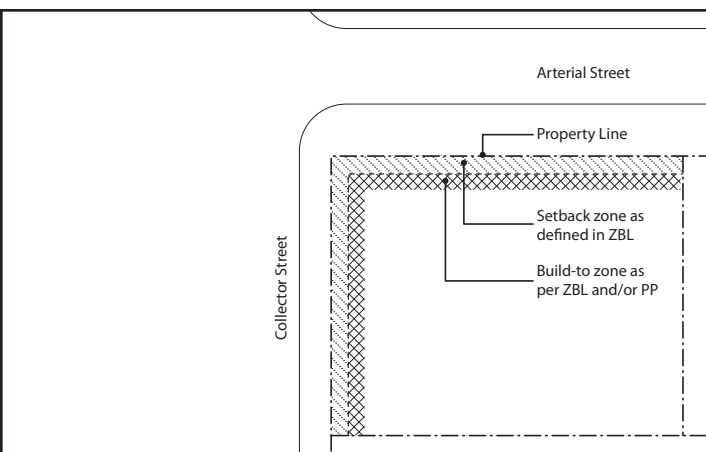 Arterial Street
Property Line
Setback zone as
defined in ZBL
Build-to zone as
per ZBL and/or PP
Collector Street